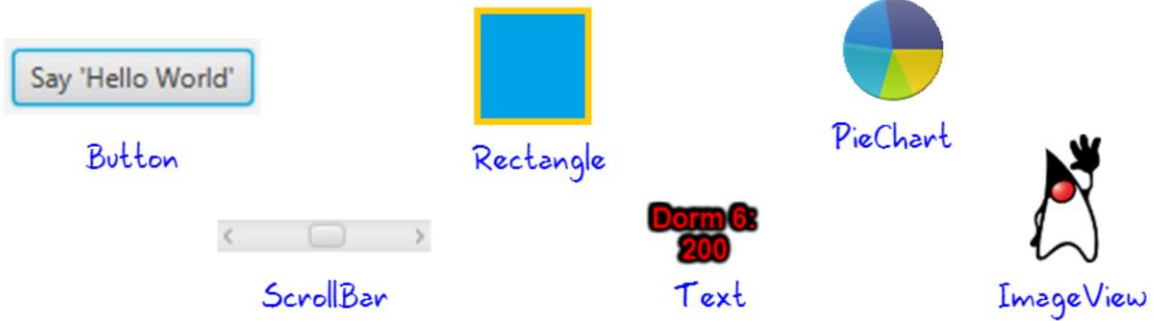 Say 'Hello World'
Button
Rectangle
PieChart
ScrollBar
Dorm 6:
200
Text
ImageView